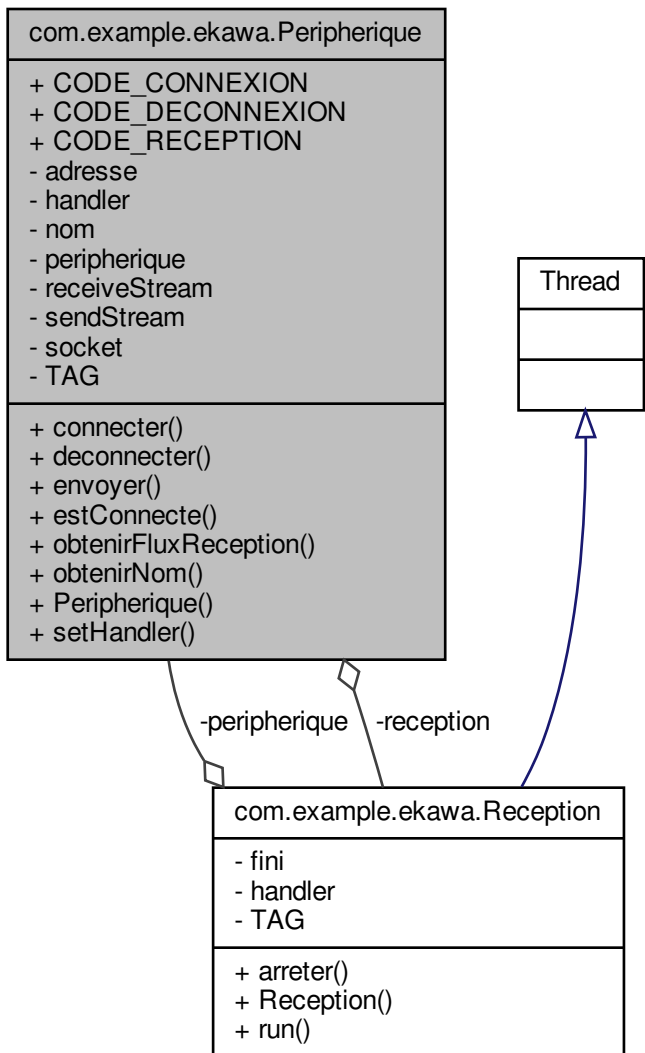 com.example.ekawa.Peripherique
+ CODE_CONNEXION
+ CODE_DECONNEXION
+ CODE_RECEPTION
- adresse
- handler
- nom
- peripherique
- receiveStream
- sendStream
- socket
- TAG
+ connecter()
+ deconnecter()
+ envoyer()
+ estConnecte()
+ obtenirFluxReception()
+ obtenirNom()
+ Peripherique()
+ setHandler()
Thread
-peripherique
-reception
com.example.ekawa.Reception
- fini
- handler
- TAG
+ arreter()
+ Reception()
+ run()